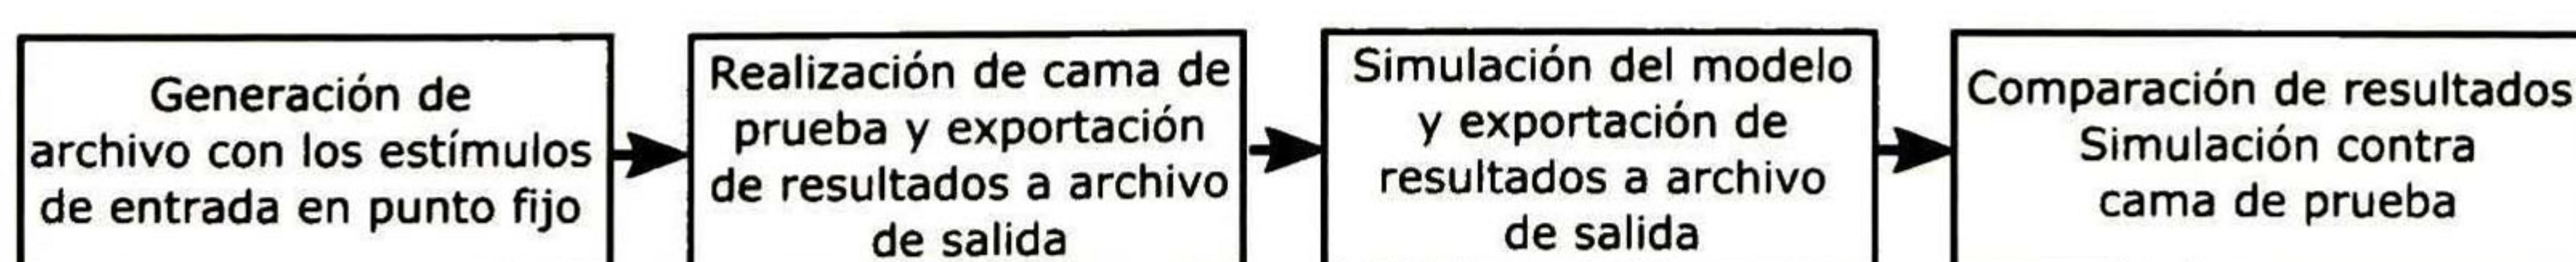 Generación de
archivo con los estímulos
de entrada en punto fijo
Realización de cama de
prueba y exportación
de resultados a archivo
de salida
Simulación del modelo
y exportación de
resultados a archivo
de salida
Comparación de resultados
Simulación contra
cama de prueba